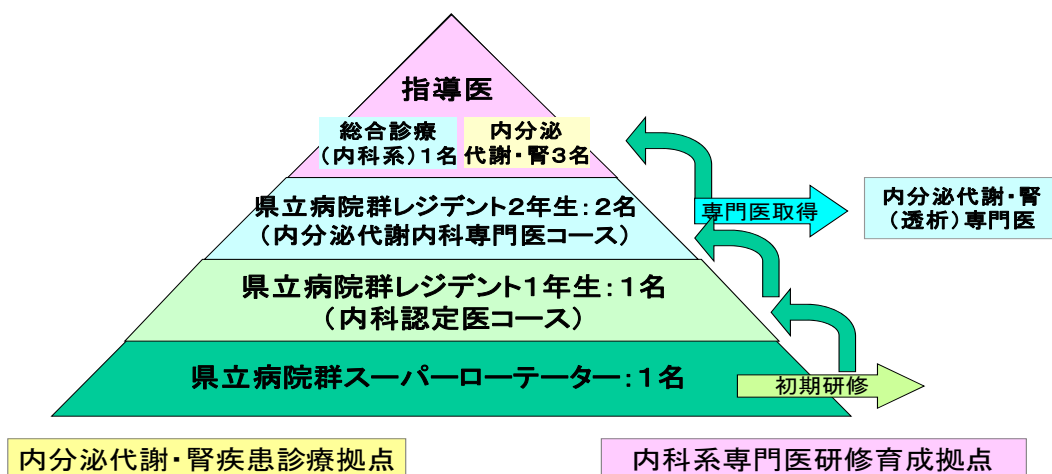 指導医
総合診療
(内科系)1名
内分泌
代謝・腎3名
県立病院群レジデント2年生:2名
(内分泌代謝内科専門医コース)
専門医取得
内分泌代謝・腎
(透析)専門医
県立病院群レジデント1年生:1名
(内科認定医コース)
県立病院群スーパーローテーター:1名
初期研修
内分泌代謝・腎疾患診療拠点
内科系専門医研修育成拠点